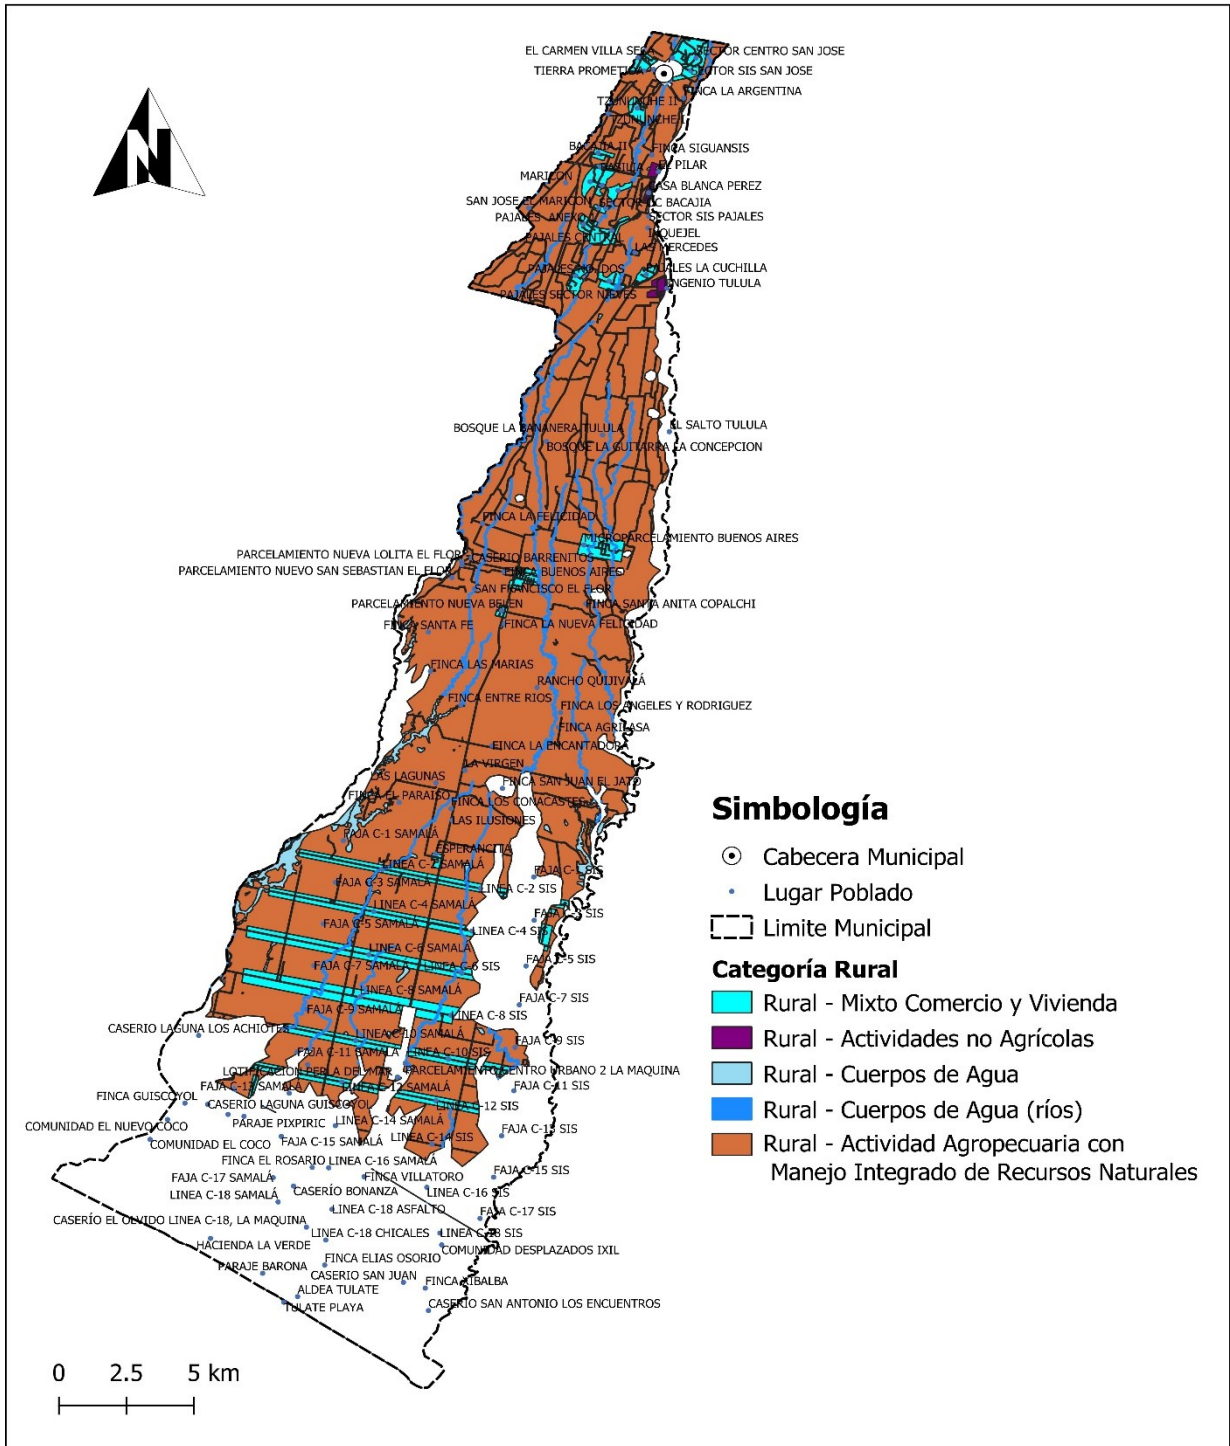 EL CARMEN VILLA SECA
SECTOR CENTRO SAN JOSE
TIERRA PROMETIDA
SECTOR SIS SAN JOSE
FINCA LA ARGENTINA
TZUNUNCHE II
TZUNUNCHE I
N
BACAJIA II
FINCA SIGUANSIS
EL PILAR
MARICON
CASA BLANCA PEREZ
SAN JOSE EL MARICON
BACAJIA
PAJALES ANEXO
SECTOR SIS PAJALES
PAJALES CENTRAL
LAS MERCEDES
DOS
PAJALES LA CUCHILLA
INGENIO TULULA
PAJALES SECTOR NIEVES
BOSQUE LA BANANERA TULULA
EL SALTO TULULA
BOSQUE LA GUITARRA LA CONCEPCION
FINCA LA FELICIDAD
MICROPARCELAMIENTO BUENOS AIRES
PARCELAMIENTO NUEVA LOLITA EL FLOR
CASERIO BARRENITOS
PARCELAMIENTO NUEVO SAN SEBASTIAN EL FLOR
FINCA BUENOS AIRES
SAN FRANCISCO EL FLOR
PARCELAMIENTO NUEVA BELEN
FINCA SANTA ANITA COPALCHI
FINCA SANTA FE
FINCA LA NUEVA FELICIDAD
FINCA LAS MARIAS
RANCHO QUIJIVALÁ
FINCA ENTRE RIOS
FINCA LOS ANGELES Y RODRIGUEZ
FINCA AGRILASA
FINCA LA ENCANTADORA
LA VIRGEN
LAS LAGUNAS
FINCA SAN JUAN EL JATO
FINCA EL PARAISO
FINCA LOS CONACASTES
LAS ILUSIONES
FAJA C-1 SAMALÁ
ESPERANCITA
LINEA C-2 SAMALÁ
FAJA C-1 SIS
FAJA C-3 SAMALÁ
LINEA C-2 SIS
LINEA C-4 SAMALÁ
FAJA C-3 SIS
FAJA C-5 SAMALÁ
LINEA C-4 SIS
LINEA C-6 SAMALÁ
FAJA C-5 SIS
FAJA C-7 SAMALÁ
LINEA C-6 SIS
LINEA C-8 SAMALÁ
FAJA C-7 SIS
FAJA C-9 SAMALÁ
LINEA C-8 SIS
CASERIO LAGUNA LOS ACHIOTES
LINEA C-10 SAMALÁ
FAJA C-9 SIS
FAJA C-11 SAMALÁ
LINEA C-10 SIS
LOTIFICACION PERLA DEL MAR
PARCELAMIENTO CENTRO URBANO 2 LA MAQUINA
FAJA C-13 SAMALÁ
LINEA C-12 SAMALÁ
FAJA C-11 SIS
FINCA GUISCOYOL
CASERIO LAGUNA GUISCOYOL
LINEA C-12 SIS
COMUNIDAD EL NUEVO COCO
PARAJE PIXPIRIC
LINEA C-14 SAMALÁ
FAJA C-13 SIS
COMUNIDAD EL COCO
FAJA C-15 SAMALÁ
LINEA C-14 SIS
FINCA EL ROSARIO
LINEA C-16 SAMALÁ
FAJA C-17 SAMALÁ
FINCA VILLATORO
FAJA C-15 SIS
LINEA C-18 SAMALÁ
CASERÍO BONANZA
LINEA C-16 SIS
LINEA C-18 ASFALTO
FAJA C-17 SIS
CASERÍO EL OLVIDO LINEA C-18, LA MAQUINA
LINEA C-18 CHICALES
LINEA C-18 SIS
HACIENDA LA VERDE
COMUNIDAD DESPLAZADOS IXIL
PARAJE BARONA
FINCA ELIAS OSORIO
CASERIO SAN JUAN
FINCA XIBALBA
ALDEA TULATE
TULATE PLAYA
CASERIO SAN ANTONIO LOS ENCUENTROS
0 2.5 5 km
Simbología
Cabecera Municipal
Lugar Poblado
Limite Municipal
Categoría Rural
Rural - Mixto Comercio y Vivienda
Rural - Actividades no Agrícolas
Rural - Cuerpos de Agua
Rural - Cuerpos de Agua (ríos)
Rural - Actividad Agropecuaria con
Manejo Integrado de Recursos Naturales